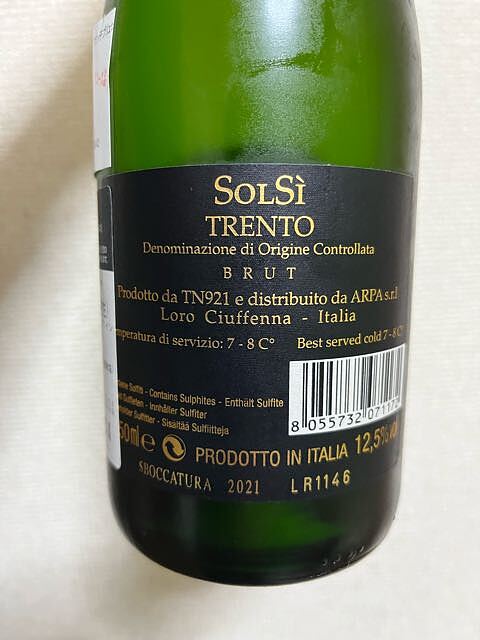 SOLSÌ
TRENTO
Denominazione di Origine Controllata
BRUT
Prodotto da TN921 e distribuito da ARPA s.r.l
Loro Ciuffenna - Italia
di servizio: 7 - 8 C° Best served cold 7 - 8 C°
- Contains Sulphites - Enthält Sulfite
- Innhåller Sulfiter
- Sisältää Sulfiitteja
8 055732 07117
50ml e PRODOTTO IN ITALIA 12,5%
SBOCCATURA 2021 LR1146